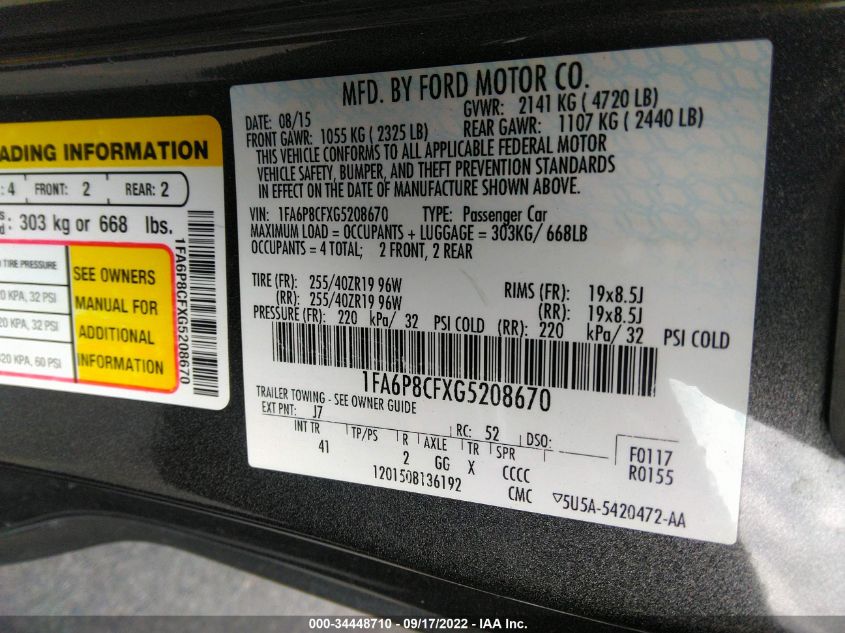 ADING INFORMATION
: 4 FRONT: 2 REAR: 2
: 303 kg or 668 lbs.
TIRE PRESSURE
0 KPA, 32 PSI
0 KPA, 32 PSI
420 KPA, 60 PSI
SEE OWNERS
MANUAL FOR
ADDITIONAL
INFORMATION
1FA6P8CFXG5208670
MFD. BY FORD MOTOR CO.
DATE: 08/15 GVWR: 2141 KG ( 4720 LB)
FRONT GAWR: 1055 KG ( 2325 LB) REAR GAWR: 1107 KG ( 2440 LB)
THIS VEHICLE CONFORMS TO ALL APPLICABLE FEDERAL MOTOR
VEHICLE SAFETY, BUMPER, AND THEFT PREVENTION STANDARDS
IN EFFECT ON THE DATE OF MANUFACTURE SHOWN ABOVE.
VIN: 1FA6P8CFXG5208670 TYPE: Passenger Car
MAXIMUM LOAD = OCCUPANTS + LUGGAGE = 303KG/ 668LB
OCCUPANTS = 4 TOTAL; 2 FRONT, 2 REAR
TIRE (FR): 255/40ZR19 96W RIMS (FR): 19x8.5J
(RR): 255/40ZR19 96W (RR): 19x8.5J
PRESSURE (FR): 220 kPa/ 32 PSI COLD (RR): 220 kPa/ 32 PSI COLD
1FA6P8CFXG5208670
TRAILER TOWING - SEE OWNER GUIDE
EXT PNT: J7 RC: 52 DSO: F0117
INT TR TP/PS R AXLE TR SPR R0155
41 2 GG X CCCC
1201508136192 CMC 5U5A-5420472-AA
000-34448710 - 09/17/2022 - IAA Inc.